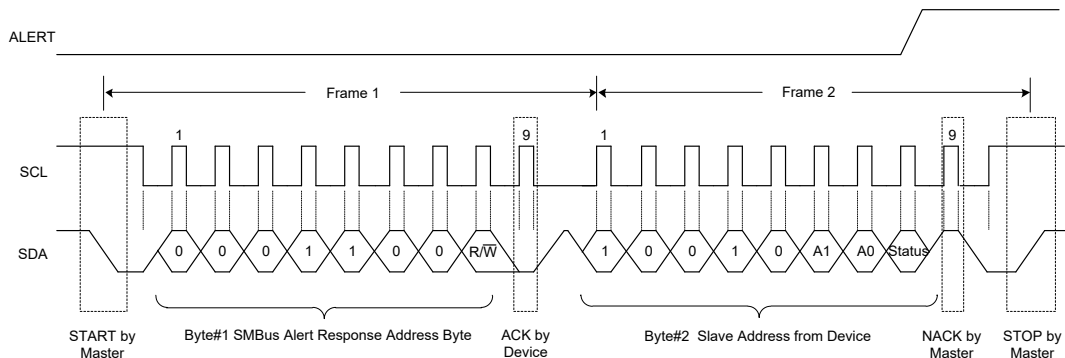 ALERT
Frame 1
Frame 2
1
9
1
9
SCL
SDA
0 0 0 1 1 0 0 R/W̅
1 0 0 1 0 A1 A0 Status
START by
Master
Byte#1 SMBus Alert Response Address Byte
ACK by
Device
Byte#2 Slave Address from Device
NACK by
Master
STOP by
Master